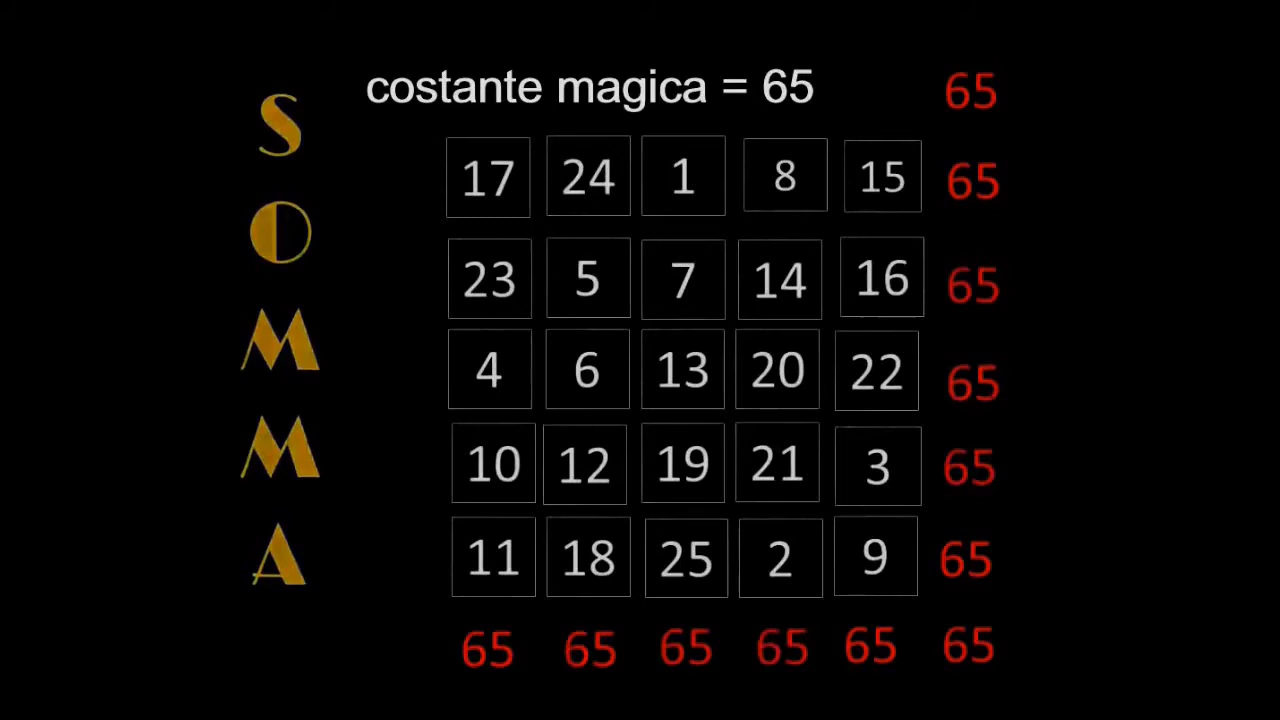 costante magica = 65 65
S O M M A
17 24 1 8 15 65
23 5 7 14 16 65
4 6 13 20 22 65
10 12 19 21 3 65
11 18 25 2 9 65
65 65 65 65 65 65